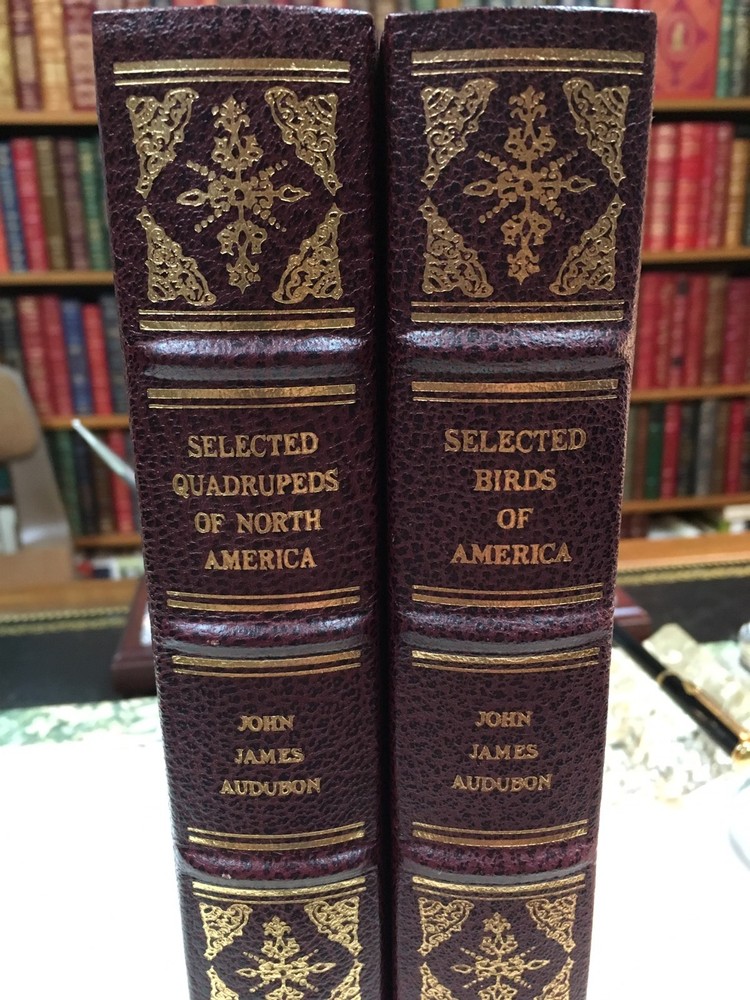 SELECTED
QUADRUPEDS
OF NORTH
AMERICA
JOHN
JAMES
AUDUBON
SELECTED
BIRDS
OF
AMERICA
JOHN
JAMES
AUDUBON